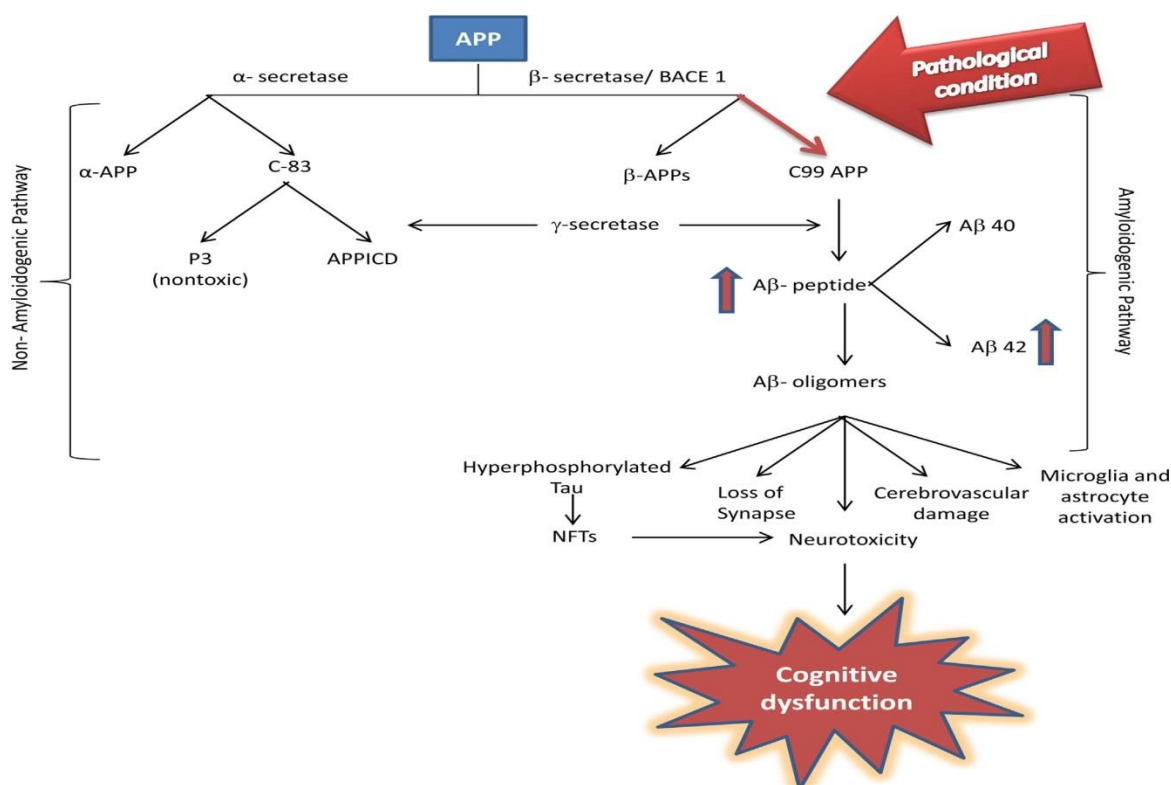 APP
α- secretase
β- secretase/ BACE 1
Pathological
condition
Non- Amyloidogenic Pathway
Amyloidogenic Pathway
α-APP
C-83
β-APPs
C99 APP
γ-secretase
P3
(nontoxic)
APPICD
Aβ 40
Aβ- peptide
Aβ 42
Aβ- oligomers
Hyperphosphorylated
Tau
Loss of
Synapse
Cerebrovascular
damage
Microglia and
astrocyte
activation
NFTs
Neurotoxicity
Cognitive
dysfunction